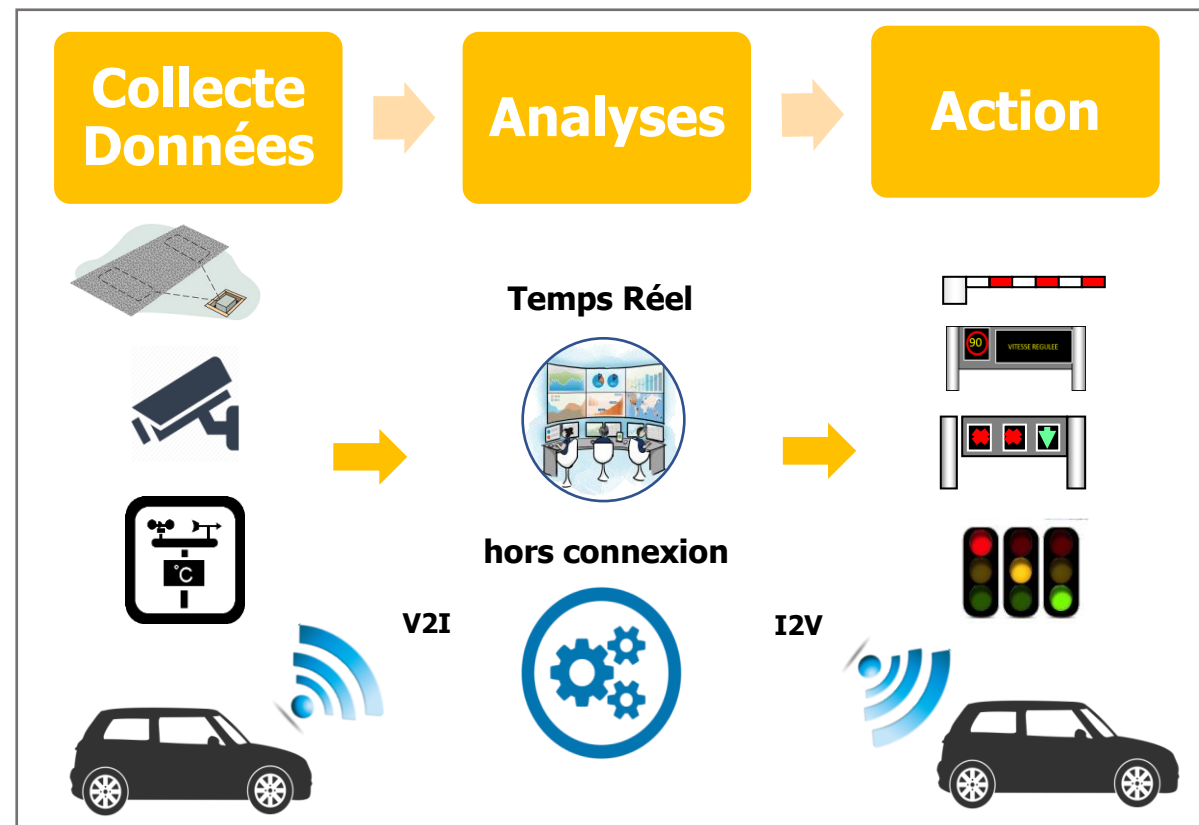 Collecte
Données
Analyses
Action
Temps Réel
90
VITESSE REGULEE
hors connexion
°C
V2I
I2V